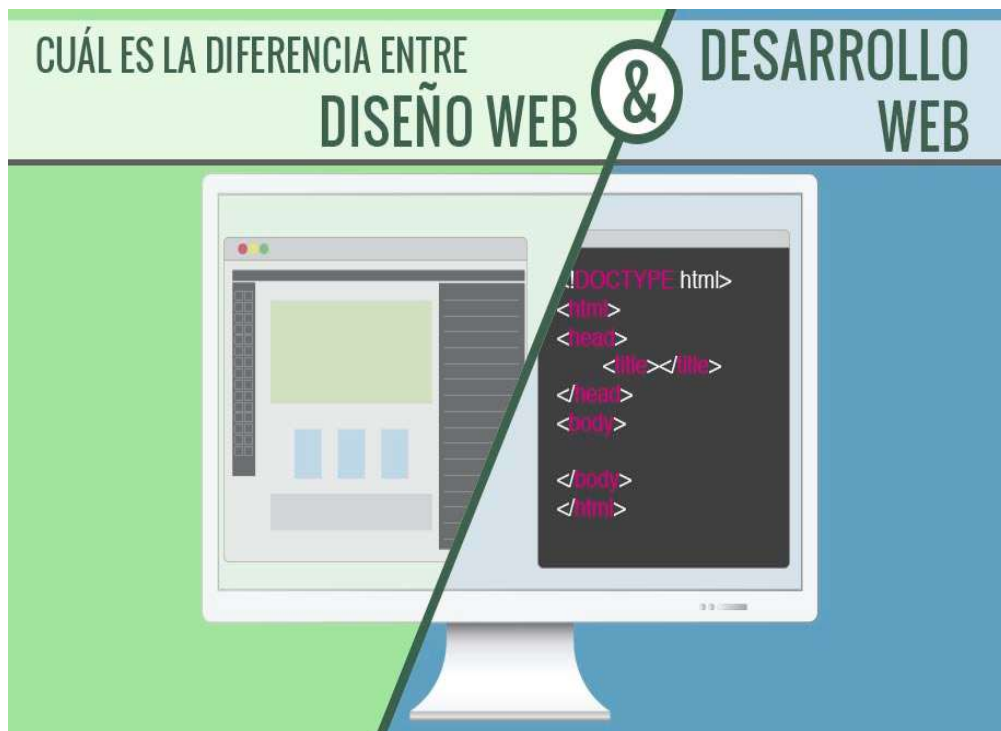 CUÁL ES LA DIFERENCIA ENTRE
DISEÑO WEB
&
DESARROLLO
WEB
<!DOCTYPE html>
<html>
<head>
<title></title>
</head>
<body>
</body>
</html>